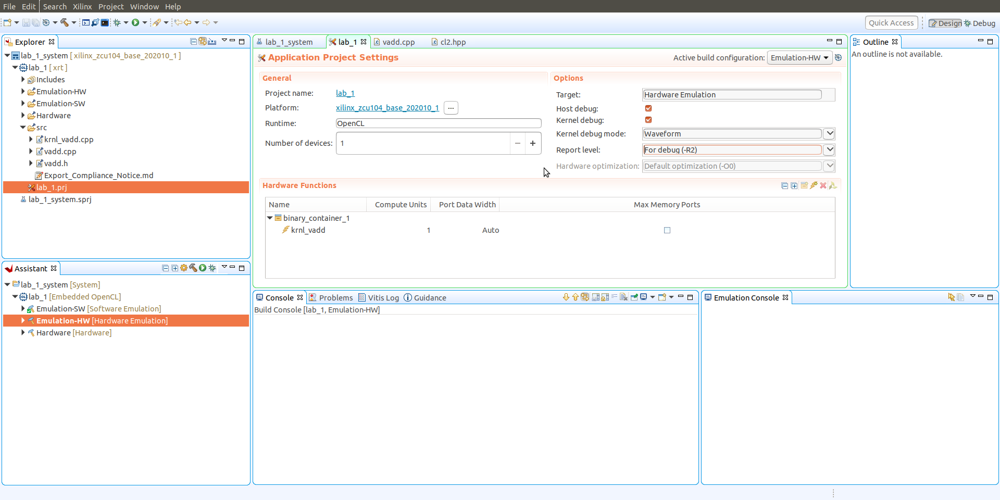 File Edit Search Xilinx Project Window Help
Quick Access
Design
Debug
Explorer
lab_1_system [ xilinx_zcu104_base_202010_1 ]
lab_1 [ xrt ]
Includes
Emulation-HW
Emulation-SW
Hardware
src
krnl_vadd.cpp
vadd.cpp
vadd.h
Export_Compliance_Notice.md
lab_1.prj
lab_1_system.sprj
Assistant
lab_1_system [System]
lab_1 [Embedded OpenCL]
Emulation-SW [Software Emulation]
Emulation-HW [Hardware Emulation]
Hardware [Hardware]
lab_1_system
lab_1
vadd.cpp
cl2.hpp
Application Project Settings
Active build configuration: Emulation-HW
General
Project name: lab_1
Platform: xilinx_zcu104_base_202010_1 ...
Runtime: OpenCL
Number of devices: 1 − +
Options
Target: Hardware Emulation
Host debug:
Kernel debug:
Kernel debug mode: Waveform
Report level: For debug (-R2)
Hardware optimization: Default optimization (-O0)
Hardware Functions
Name Compute Units Port Data Width Max Memory Ports
binary_container_1
krnl_vadd 1 Auto
Outline
An outline is not available.
Console Problems Vitis Log Guidance
Build Console [lab_1, Emulation-HW]
Emulation Console